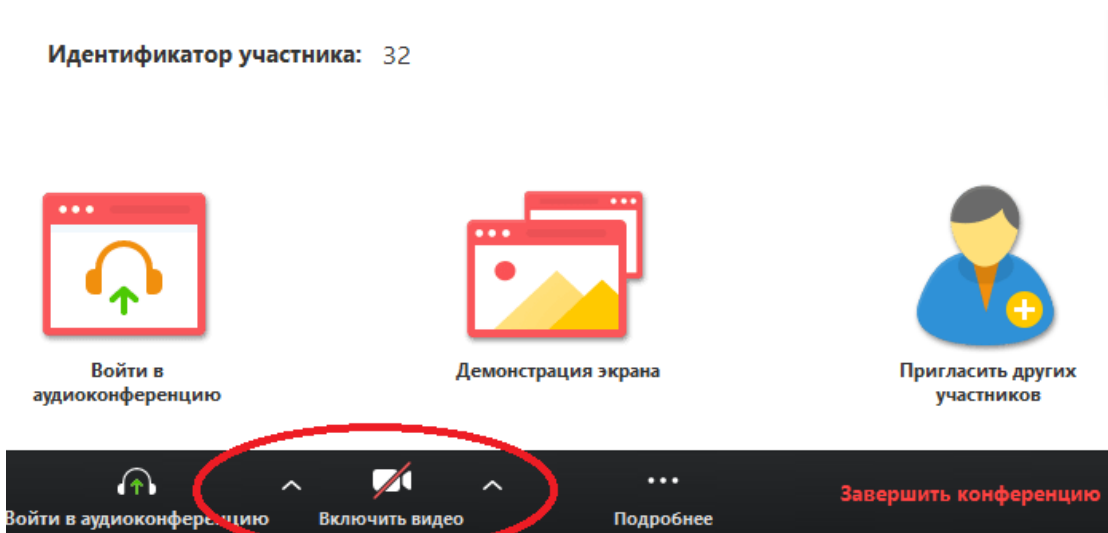 Идентификатор участника: 32
Войти в
аудиоконференцию
Демонстрация экрана
Пригласить других
участников
Войти в аудиоконференцию
Включить видео
Подробнее
Завершить конференцию